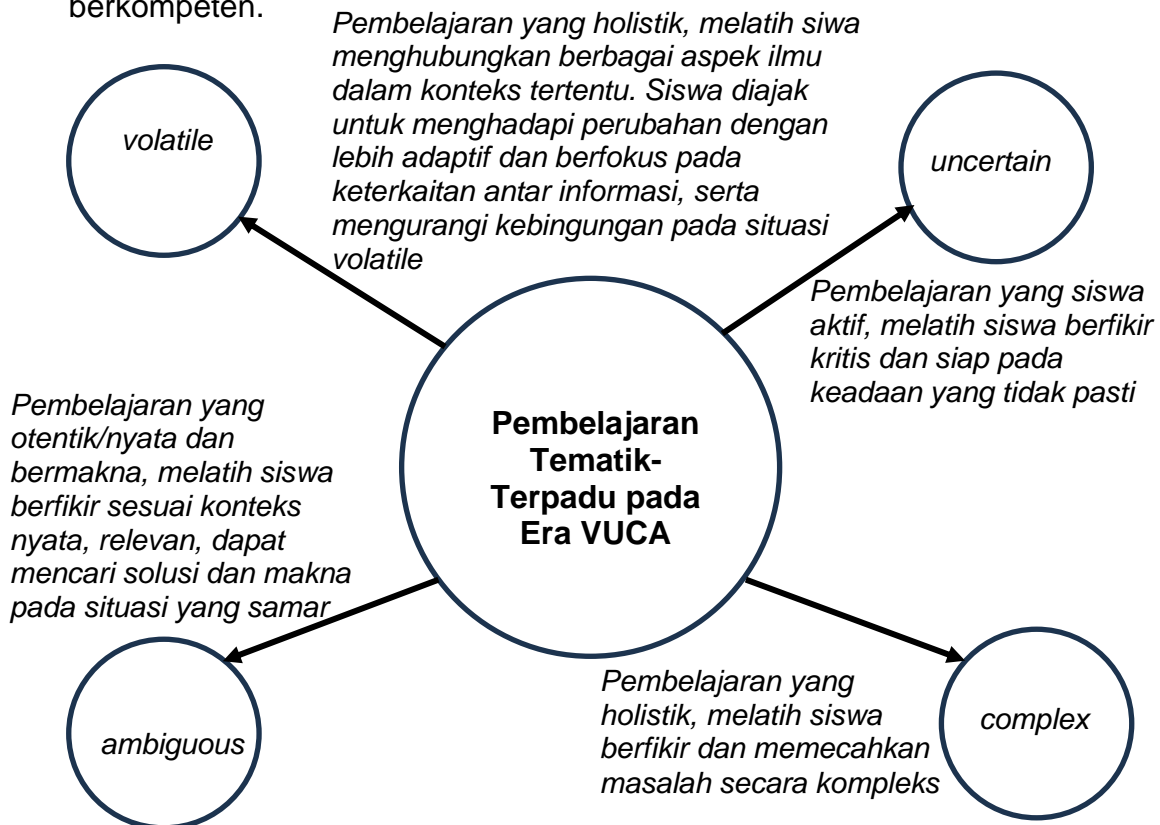 berkompeten.
Pembelajaran yang holistik, melatih siwa
menghubungkan berbagai aspek ilmu
dalam konteks tertentu. Siswa diajak
untuk menghadapi perubahan dengan
lebih adaptif dan berfokus pada
keterkaitan antar informasi, serta
mengurangi kebingungan pada situasi
volatile
volatile
uncertain
Pembelajaran yang siswa
aktif, melatih siswa berfikir
kritis dan siap pada
keadaan yang tidak pasti
Pembelajaran
Tematik-
Terpadu pada
Era VUCA
Pembelajaran yang
otentik/nyata dan
bermakna, melatih siswa
berfikir sesuai konteks
nyata, relevan, dapat
mencari solusi dan makna
pada situasi yang samar
ambiguous
Pembelajaran yang
holistik, melatih siswa
berfikir dan memecahkan
masalah secara kompleks
complex